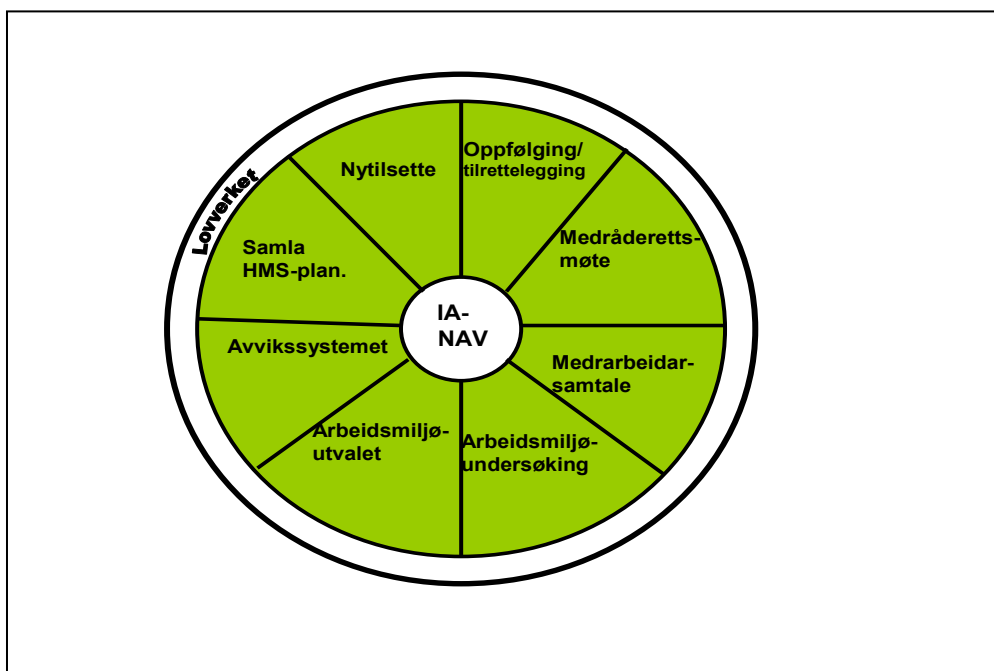 Lovverket
Nytilsette
Oppfølging/
tilrettelegging
Medråderetts-
møte
Medrarbeidar-
samtale
Arbeidsmiljø-
undersøking
Arbeidsmiljø-
utvalet
Avvikssystemet
Samla
HMS-plan.
IA-
NAV